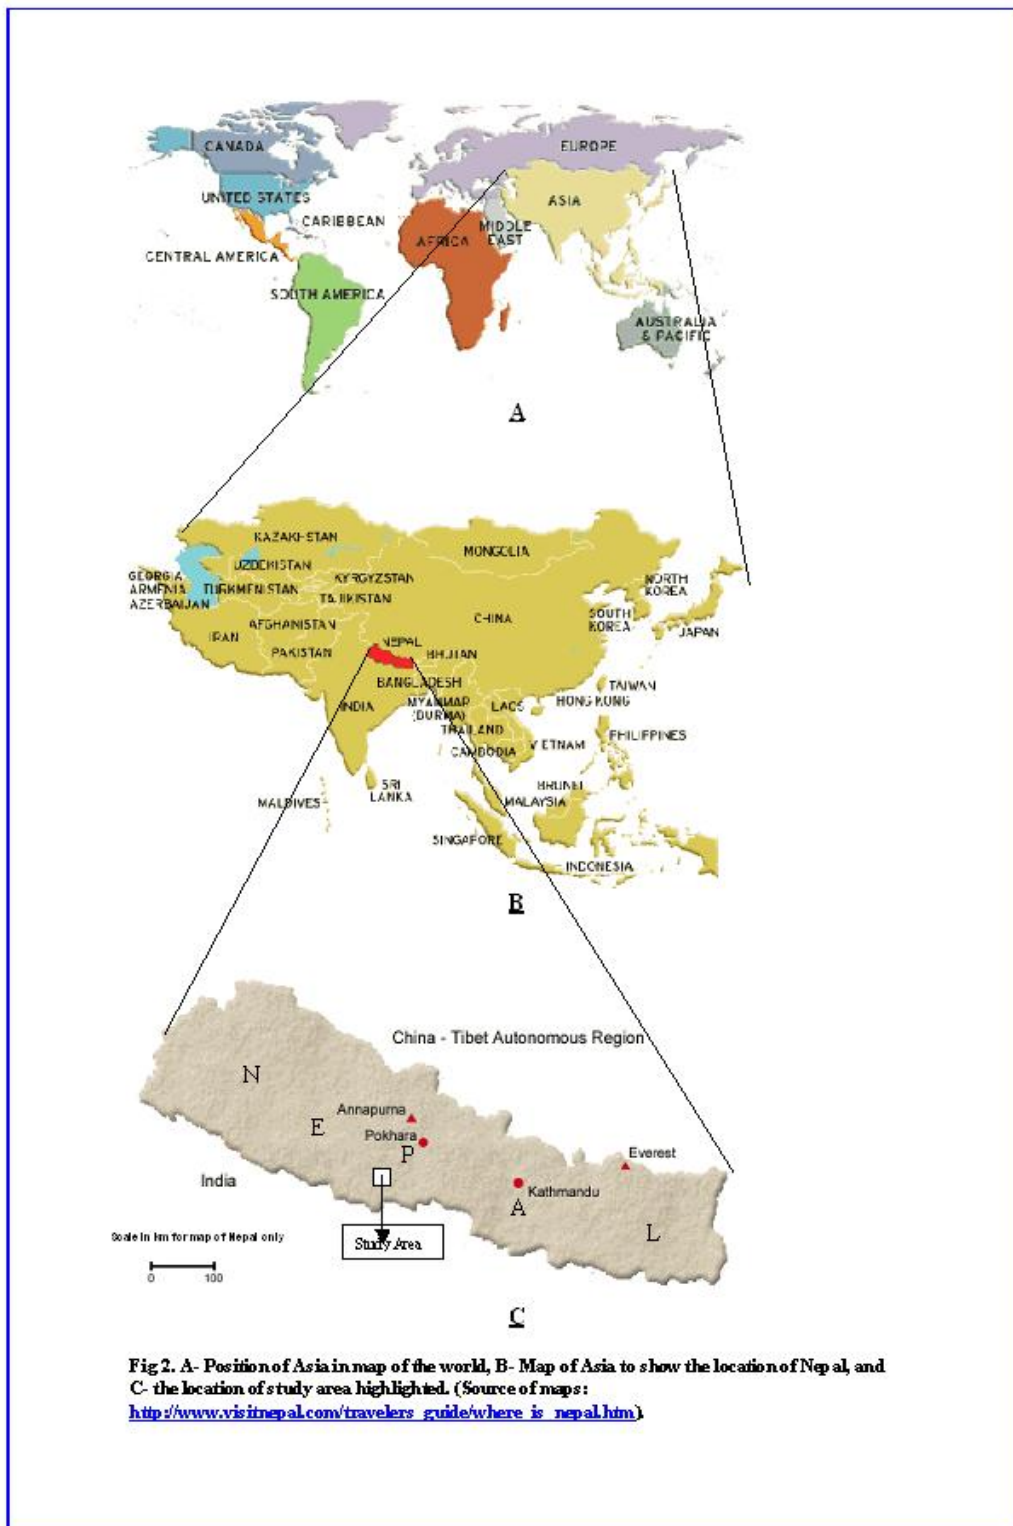 CANADA
EUROPE
UNITED STATES
ASIA
CARIBBEAN
MIDDLE
EAST
AFRICA
CENTRAL AMERICA
SOUTH AMERICA
AUSTRALIA
& PACIFIC
A
KAZAKHSTAN
MONGOLIA
UZBEKISTAN
GEORGIA
ARMENIA
AZERBAIJAN
TURKMENISTAN
KYRGYZSTAN
TAJIKISTAN
NORTH
KOREA
SOUTH
KOREA
CHINA
JAPAN
IRAN
AFGHANISTAN
PAKISTAN
NEPAL
BHUTAN
BANGLADESH
INDIA
MYANMAR
(BURMA)
LAOS
TAIWAN
HONG KONG
THAILAND
CAMBODIA
VIETNAM
PHILIPPINES
SRI
LANKA
MALDIVES
BRUNEI
MALAYSIA
SINGAPORE
INDONESIA
B
China - Tibet Autonomous Region
N
Annapurna
E
Pokhara
P
Everest
India
Kathmandu
A
L
Scale in km for map of Nepal only
Study Area
0 100
C
Fig 2. A- Position of Asia in map of the world, B- Map of Asia to show the location of Nepal, and
C- the location of study area highlighted. (Source of maps:
http://www.visitnepal.com/travelers_guide/where_is_nepal.htm).